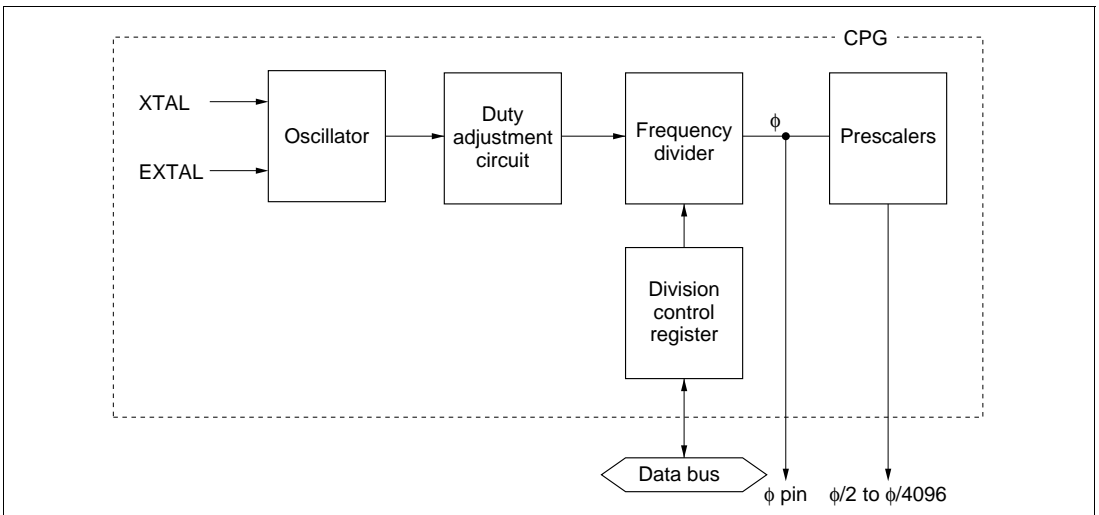 CPG
XTAL
EXTAL
Oscillator
Duty
adjustment
circuit
Frequency
divider
ϕ
Prescalers
Division
control
register
Data bus
ϕ pin
ϕ/2 to ϕ/4096